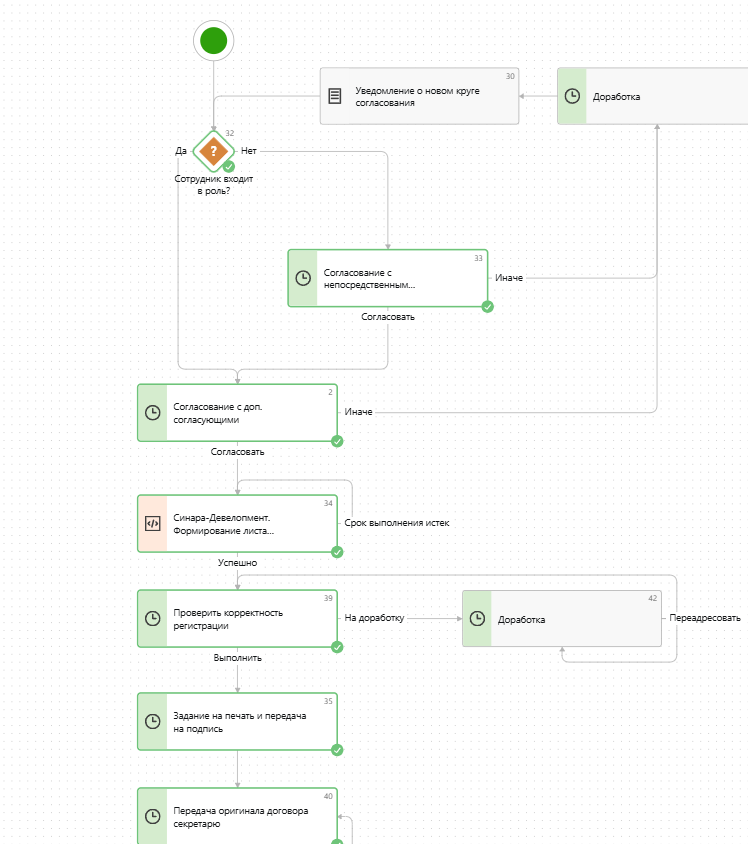 30
Уведомление о новом круге
согласования
Доработка
32
?
Да
Нет
Сотрудник входит
в роль?
33
Согласование с
непосредственным...
Иначе
Согласовать
2
Согласование с доп.
согласующими
Иначе
Согласовать
34
Синара-Девелопмент.
Формирование листа...
Срок выполнения истек
Успешно
39
Проверить корректность
регистрации
На доработку
42
Доработка
Переадресовать
Выполнить
35
Задание на печать и передача
на подпись
40
Передача оригинала договора
секретарю